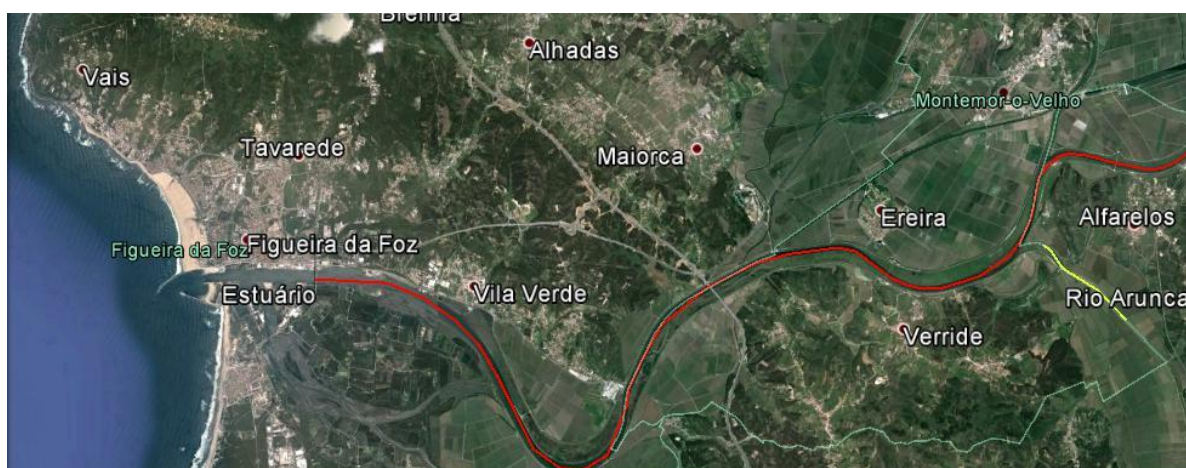 Brenha
Alhadas
Vais
Montemor-o-Velho
Tavarede
Maiorca
Ereira
Alfarelos
Figueira da Foz
Figueira da Foz
Estuário
Vila Verde
Rio Arunca
Verride